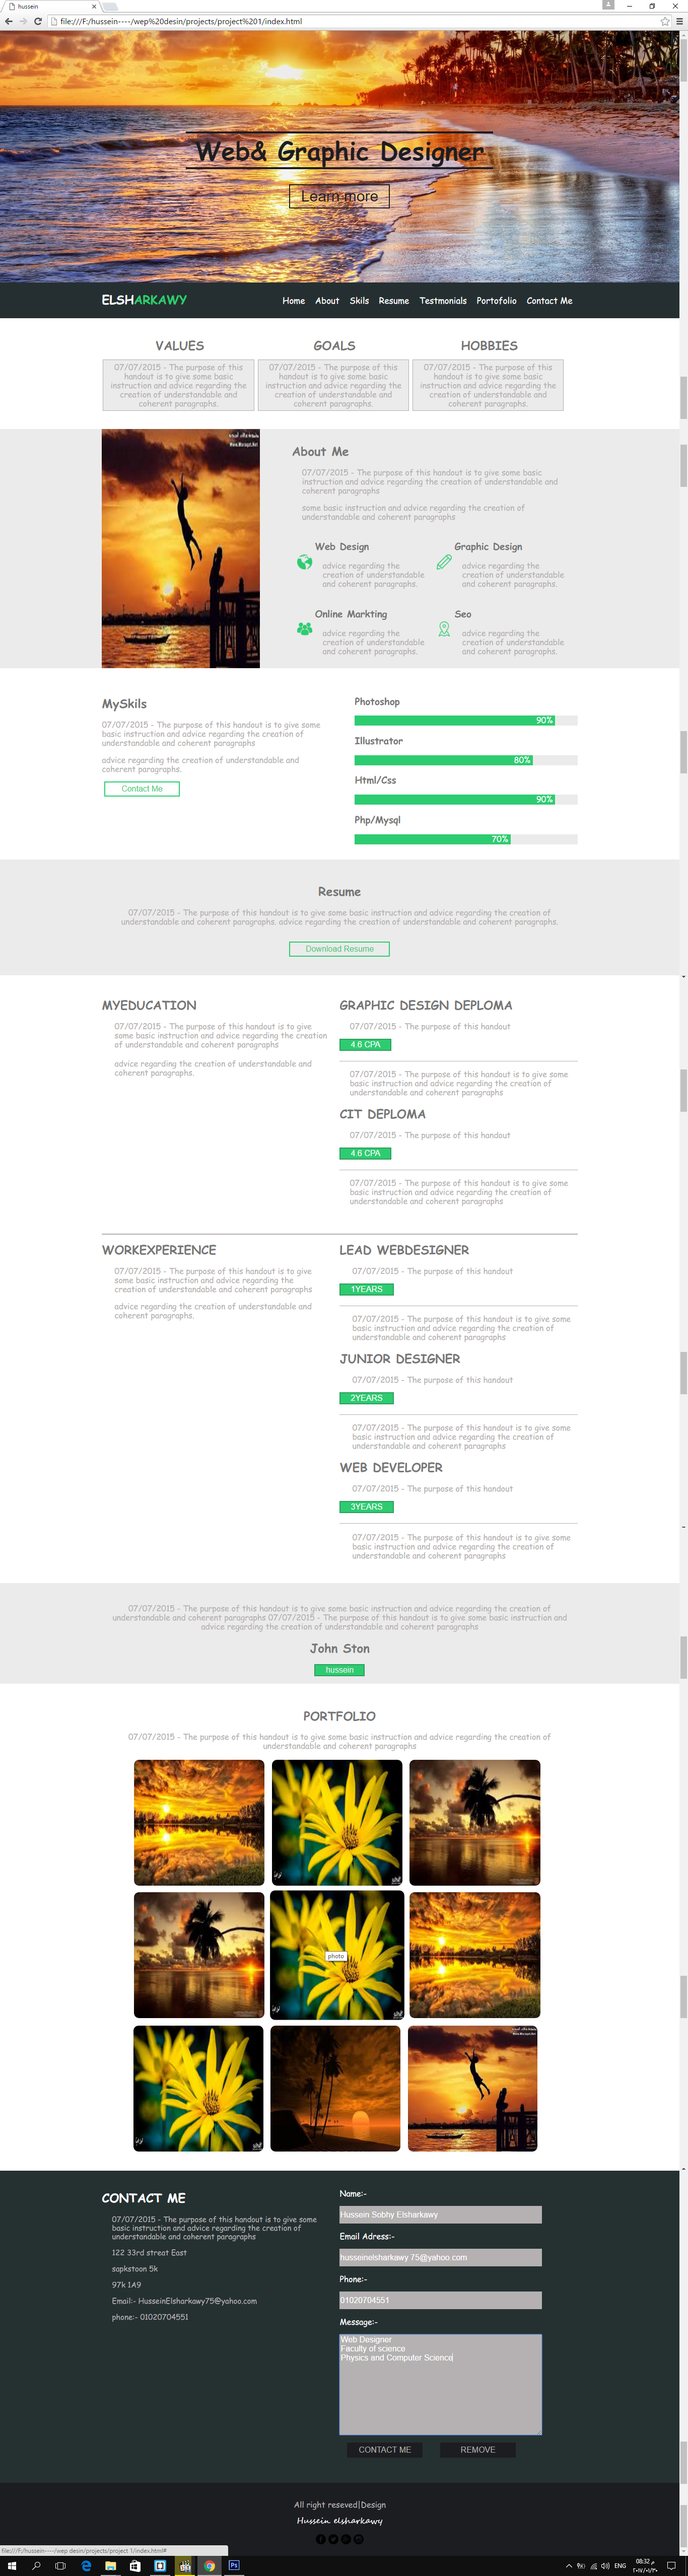 hussein
file:///F:/hussein----/wep%20desin/projects/project%201/index.html
Web& Graphic Designer
Learn more
ELSHARKAWY
Home About Skils Resume Testmonials Portofolio Contact Me
VALUES GOALS HOBBIES
07/07/2015 - The purpose of this
handout is to give some basic
instruction and advice regarding the
creation of understandable and
coherent paragraphs.
07/07/2015 - The purpose of this
handout is to give some basic
instruction and advice regarding the
creation of understandable and
coherent paragraphs.
07/07/2015 - The purpose of this
handout is to give some basic
instruction and advice regarding the
creation of understandable and
coherent paragraphs.
About Me
07/07/2015 - The purpose of this handout is to give some basic
instruction and advice regarding the creation of understandable and
coherent paragraphs
some basic instruction and advice regarding the creation of
understandable and coherent paragraphs
Web Design
advice regarding the
creation of understandable
and coherent paragraphs.
Graphic Design
advice regarding the
creation of understandable
and coherent paragraphs.
Online Markting
advice regarding the
creation of understandable
and coherent paragraphs.
Seo
advice regarding the
creation of understandable
and coherent paragraphs.
MySkils
07/07/2015 - The purpose of this handout is to give some
basic instruction and advice regarding the creation of
understandable and coherent paragraphs
advice regarding the creation of understandable and
coherent paragraphs.
Contact Me
Photoshop
90%
Illustrator
80%
Html/Css
90%
Php/Mysql
70%
Resume
07/07/2015 - The purpose of this handout is to give some basic instruction and advice regarding the creation of
understandable and coherent paragraphs, advice regarding the creation of understandable and coherent paragraphs.
Download Resume
MYEDUCATION
07/07/2015 - The purpose of this handout is to give
some basic instruction and advice regarding the creation
of understandable and coherent paragraphs
advice regarding the creation of understandable and
coherent paragraphs.
GRAPHIC DESIGN DEPLOMA
07/07/2015 - The purpose of this handout
4.6 CPA
07/07/2015 - The purpose of this handout is to give some
basic instruction and advice regarding the creation of
understandable and coherent paragraphs
CIT DEPLOMA
07/07/2015 - The purpose of this handout
4.6 CPA
07/07/2015 - The purpose of this handout is to give some
basic instruction and advice regarding the creation of
understandable and coherent paragraphs
WORKEXPERIENCE
07/07/2015 - The purpose of this handout is to give
some basic instruction and advice regarding the
creation of understandable and coherent paragraphs
advice regarding the creation of understandable and
coherent paragraphs.
LEAD WEBDESIGNER
07/07/2015 - The purpose of this handout
1YEARS
07/07/2015 - The purpose of this handout is to give some
basic instruction and advice regarding the creation of
understandable and coherent paragraphs
JUNIOR DESIGNER
07/07/2015 - The purpose of this handout
2YEARS
07/07/2015 - The purpose of this handout is to give some
basic instruction and advice regarding the creation of
understandable and coherent paragraphs
WEB DEVELOPER
07/07/2015 - The purpose of this handout
3YEARS
07/07/2015 - The purpose of this handout is to give some
basic instruction and advice regarding the creation of
understandable and coherent paragraphs
07/07/2015 - The purpose of this handout is to give some basic instruction and advice regarding the creation of
understandable and coherent paragraphs 07/07/2015 - The purpose of this handout is to give some basic instruction and
advice regarding the creation of understandable and coherent paragraphs
John Ston
hussein
PORTFOLIO
07/07/2015 - The purpose of this handout is to give some basic instruction and advice regarding the creation of
understandable and coherent paragraphs
photo
CONTACT ME
07/07/2015 - The purpose of this handout is to give some
basic instruction and advice regarding the creation of
understandable and coherent paragraphs
122 33rd streat East
sapkstoon 5k
97k 1A9
Email:- HusseinElsharkawy75@yahoo.com
phone:- 01020704551
Name:-
Hussein Sobhy Elsharkawy
Email Adress:-
husseinelsharkawy 75@yahoo.com
Phone:-
01020704551
Message:-
Web Designer
Faculty of science
Physics and Computer Science
CONTACT ME REMOVE
All right reseved|Design
Hussein elsharkawy
file:///F:/hussein----/wep desin/projects/project 1/index.html#
ENG
08:32 م